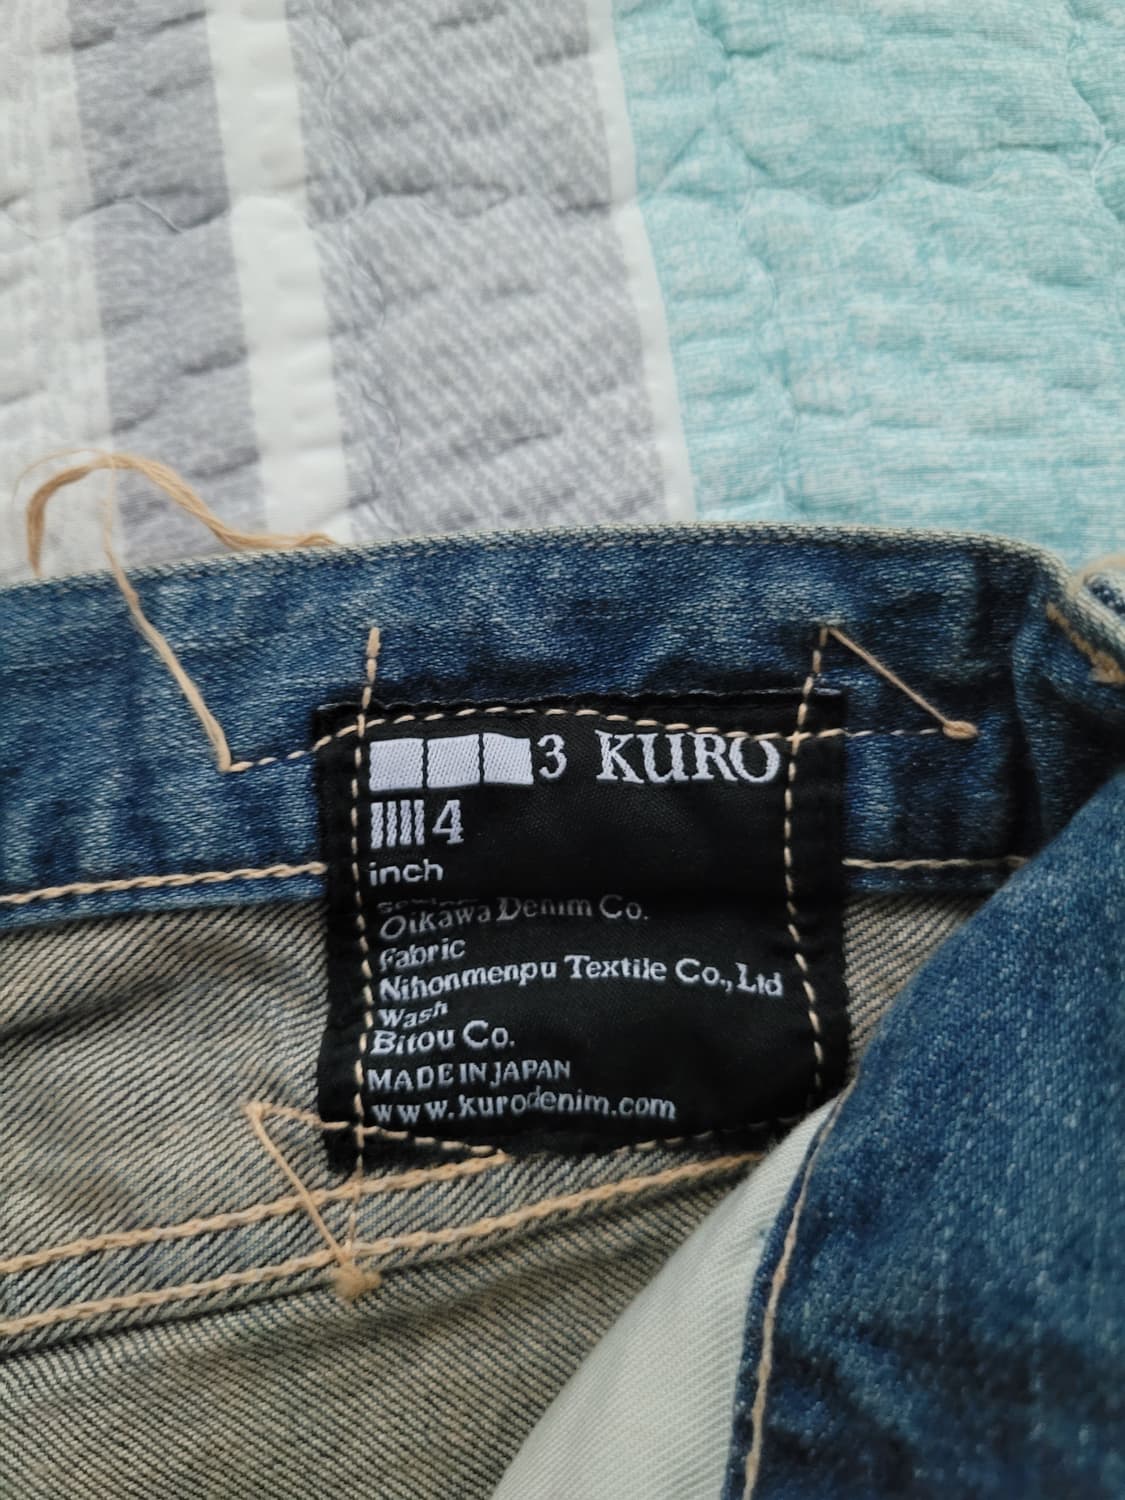 3 KURO
4
inch
Oikawa Denim Co.
Fabric
Nihonmenpu Textile Co.,Ltd
Wash
Bitou Co.
MADE IN JAPAN
www.kurodenim.com